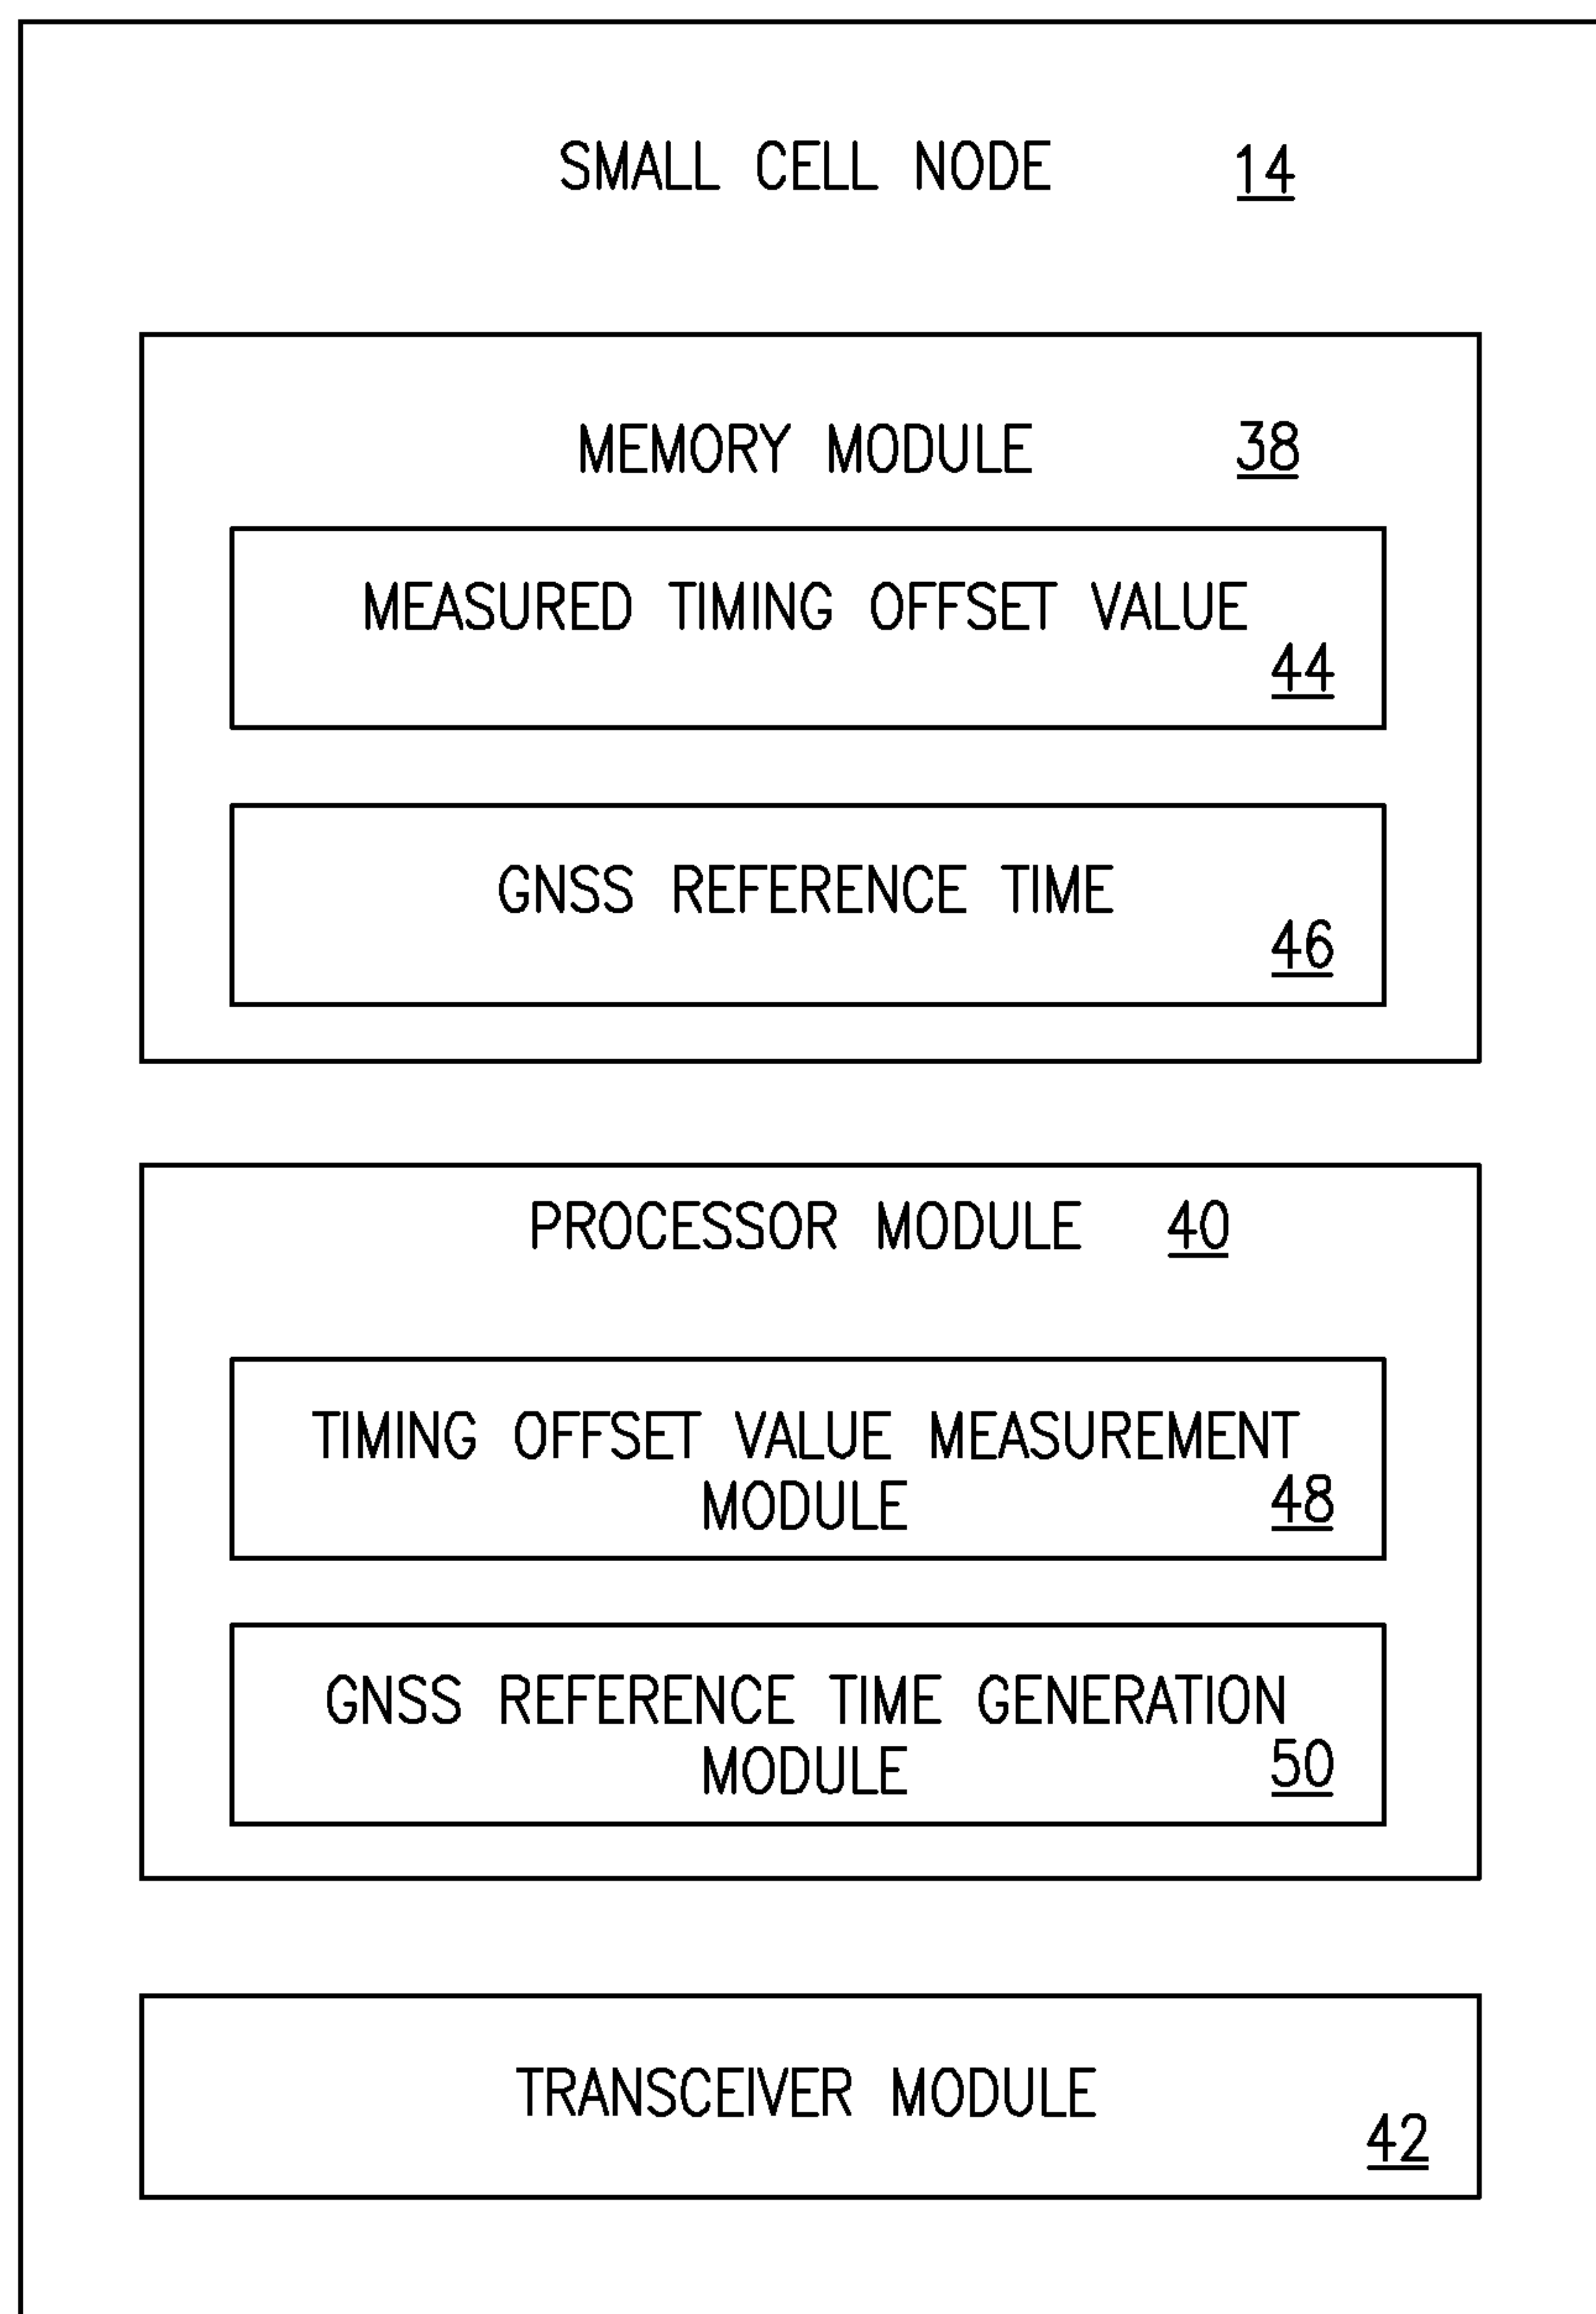 SMALL CELL NODE 14
MEMORY MODULE 38
MEASURED TIMING OFFSET VALUE
44
GNSS REFERENCE TIME
46
PROCESSOR MODULE 40
TIMING OFFSET VALUE MEASUREMENT
MODULE 48
GNSS REFERENCE TIME GENERATION
MODULE 50
TRANSCEIVER MODULE
42